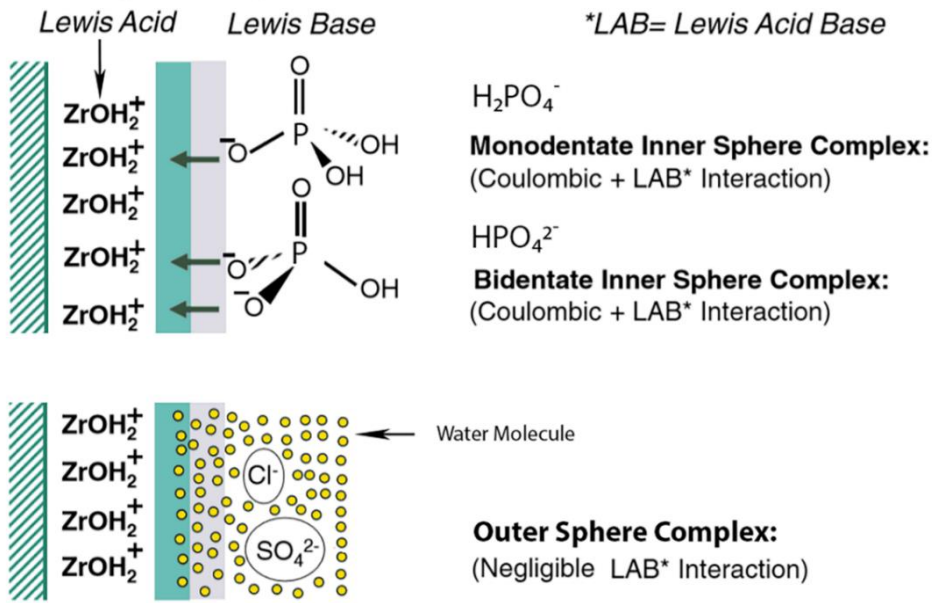 Lewis Acid
Lewis Base
*LAB= Lewis Acid Base
ZrOH₂⁺
ZrOH₂⁺
ZrOH₂⁺
ZrOH₂⁺
ZrOH₂⁺
O
P
⁻O
OH
OH
O
P
⁻O
⁻O
OH
H₂PO₄⁻
Monodentate Inner Sphere Complex:
(Coulombic + LAB* Interaction)
HPO₄²⁻
Bidentate Inner Sphere Complex:
(Coulombic + LAB* Interaction)
ZrOH₂⁺
ZrOH₂⁺
ZrOH₂⁺
ZrOH₂⁺
Cl⁻
SO₄²⁻
Water Molecule
Outer Sphere Complex:
(Negligible LAB* Interaction)